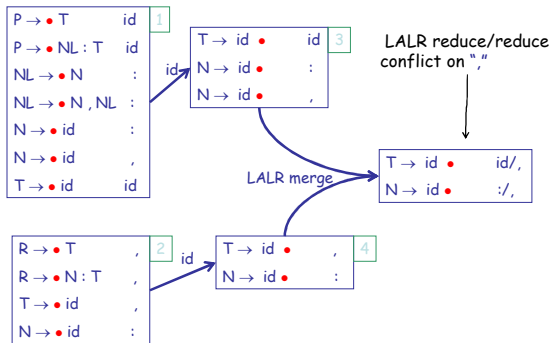 P → • T id 1
P → • NL : T id
NL → • N :
NL → • N , NL :
N → • id :
N → • id ,
T → • id id
id
T → id • id 3
N → id • :
N → id • ,
LALR reduce/reduce
conflict on “,”
LALR merge
T → id • id/,
N → id • :/,
R → • T , 2
R → • N : T ,
T → • id ,
N → • id :
id
T → id • , 4
N → id • :